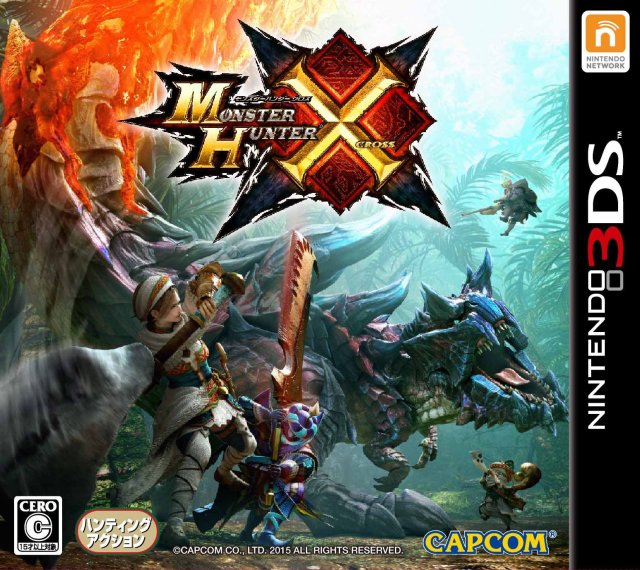 NINTENDO
NETWORK
モンスターハンタークロス
MONSTER
HUNTER
X
CROSS
NINTENDO 3DS™
CERO
C
15才以上対象
ハンティング
アクション
©CAPCOM CO., LTD. 2015 ALL RIGHTS RESERVED.
CAPCOM®